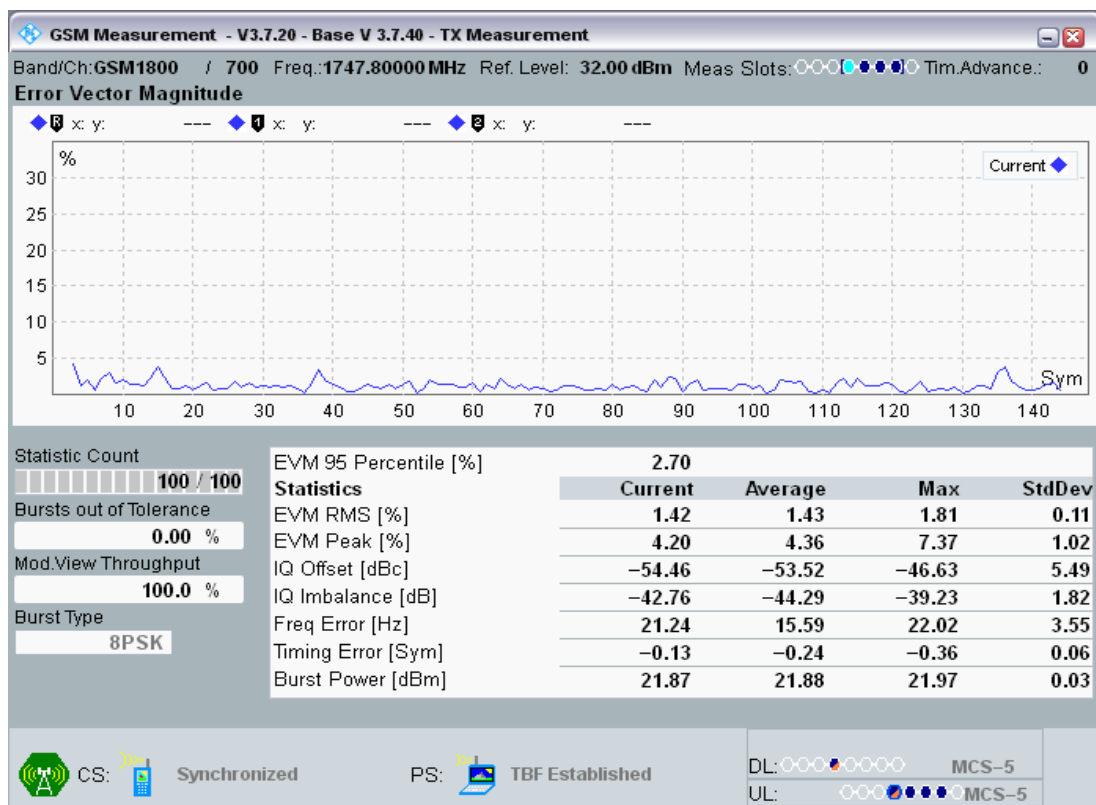 GSM Measurement - V3.7.20 - Base V 3.7.40 - TX Measurement
Band/Ch:GSM1800 / 700 Freq.:1747.80000 MHz Ref. Level: 32.00 dBm Meas Slots: Tim.Advance.: 0
Error Vector Magnitude
R x: y: --- 1 x: y: --- 2 x: y: ---
%
Current
30
25
20
15
10
5
Sym
10 20 30 40 50 60 70 80 90 100 110 120 130 140
Statistic Count
100 / 100
Bursts out of Tolerance
0.00 %
Mod.View Throughput
100.0 %
Burst Type
8PSK
EVM 95 Percentile [%] 2.70
Statistics Current Average Max StdDev
EVM RMS [%] 1.42 1.43 1.81 0.11
EVM Peak [%] 4.20 4.36 7.37 1.02
IQ Offset [dBc] −54.46 −53.52 −46.63 5.49
IQ Imbalance [dB] −42.76 −44.29 −39.23 1.82
Freq Error [Hz] 21.24 15.59 22.02 3.55
Timing Error [Sym] −0.13 −0.24 −0.36 0.06
Burst Power [dBm] 21.87 21.88 21.97 0.03
CS: Synchronized PS: TBF Established
DL: MCS−5
UL: MCS−5